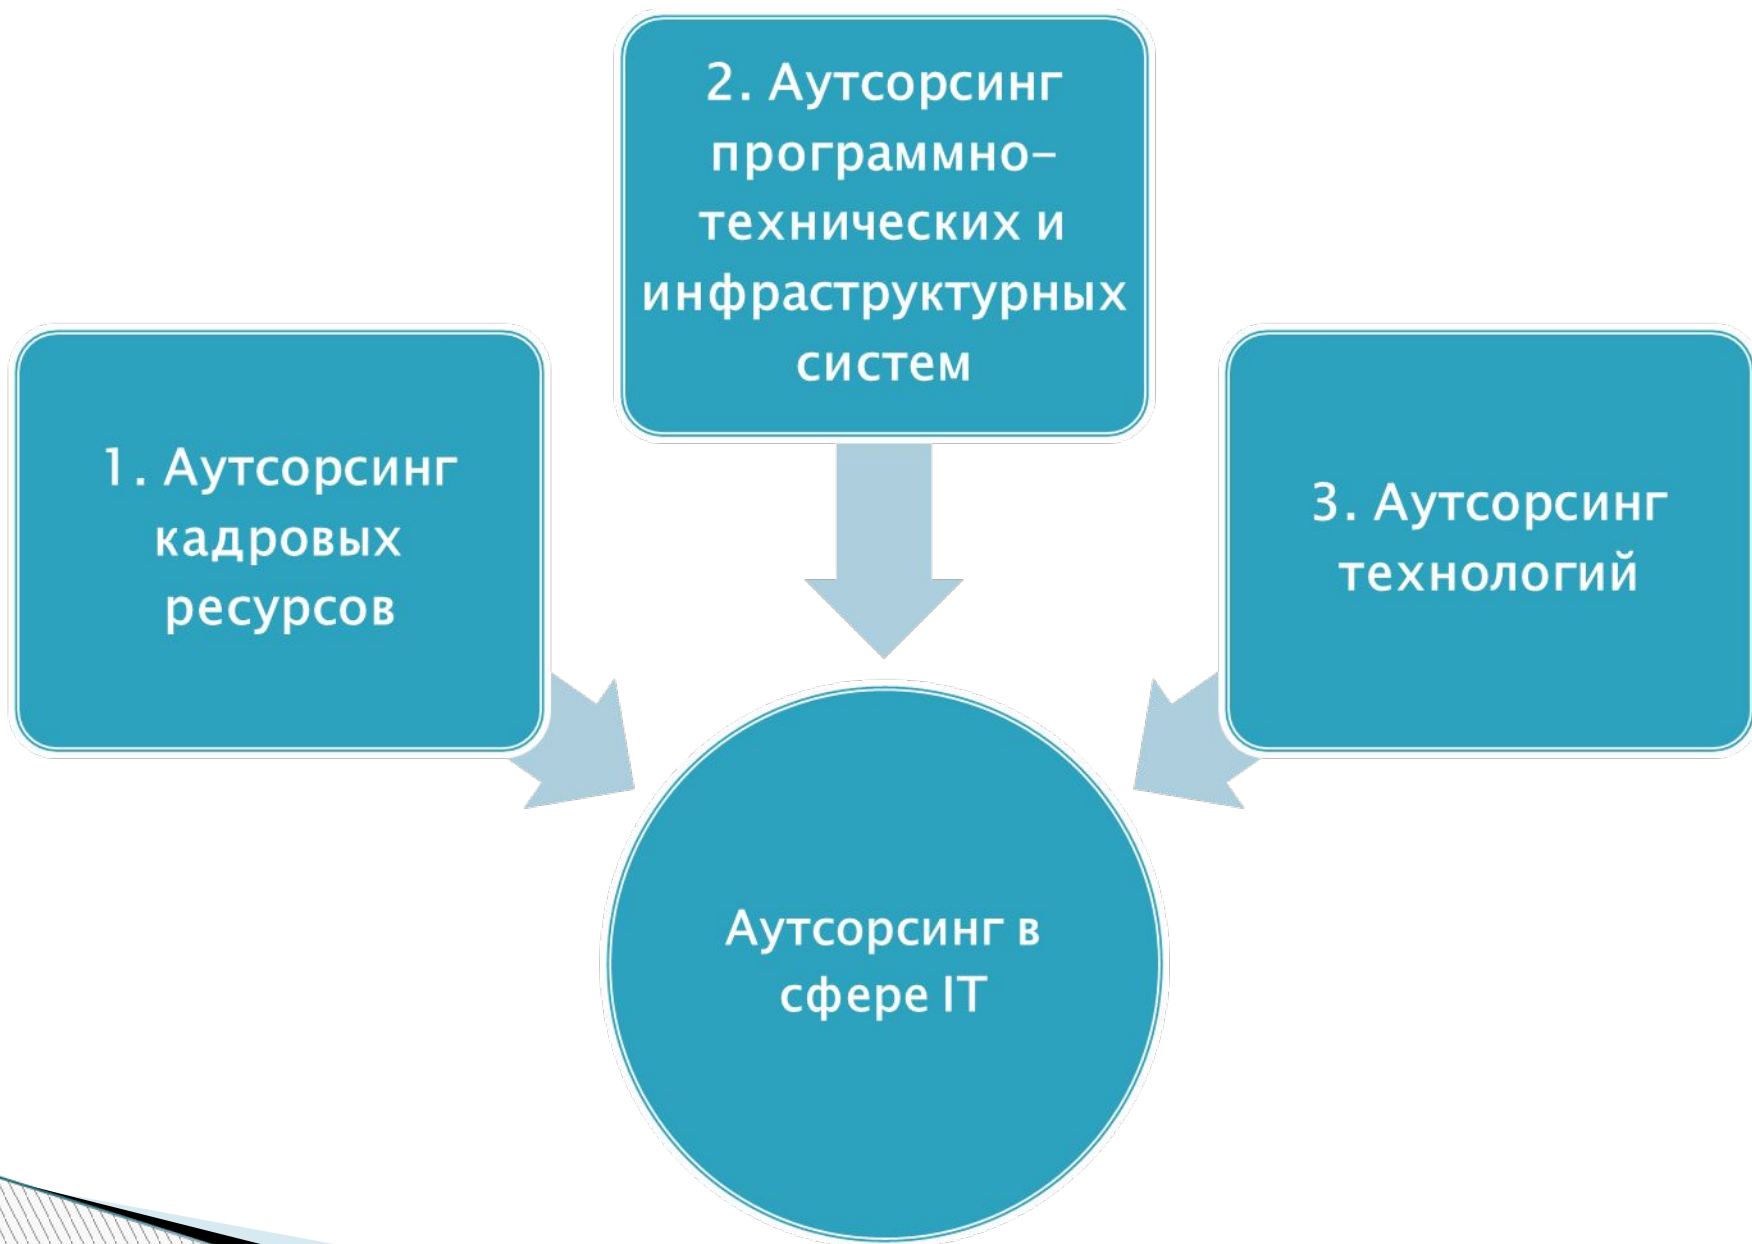 1. Аутсорсинг
кадровых
ресурсов
2. Аутсорсинг
программно-
технических и
инфраструктурных
систем
3. Аутсорсинг
технологий
Аутсорсинг в
сфере IT